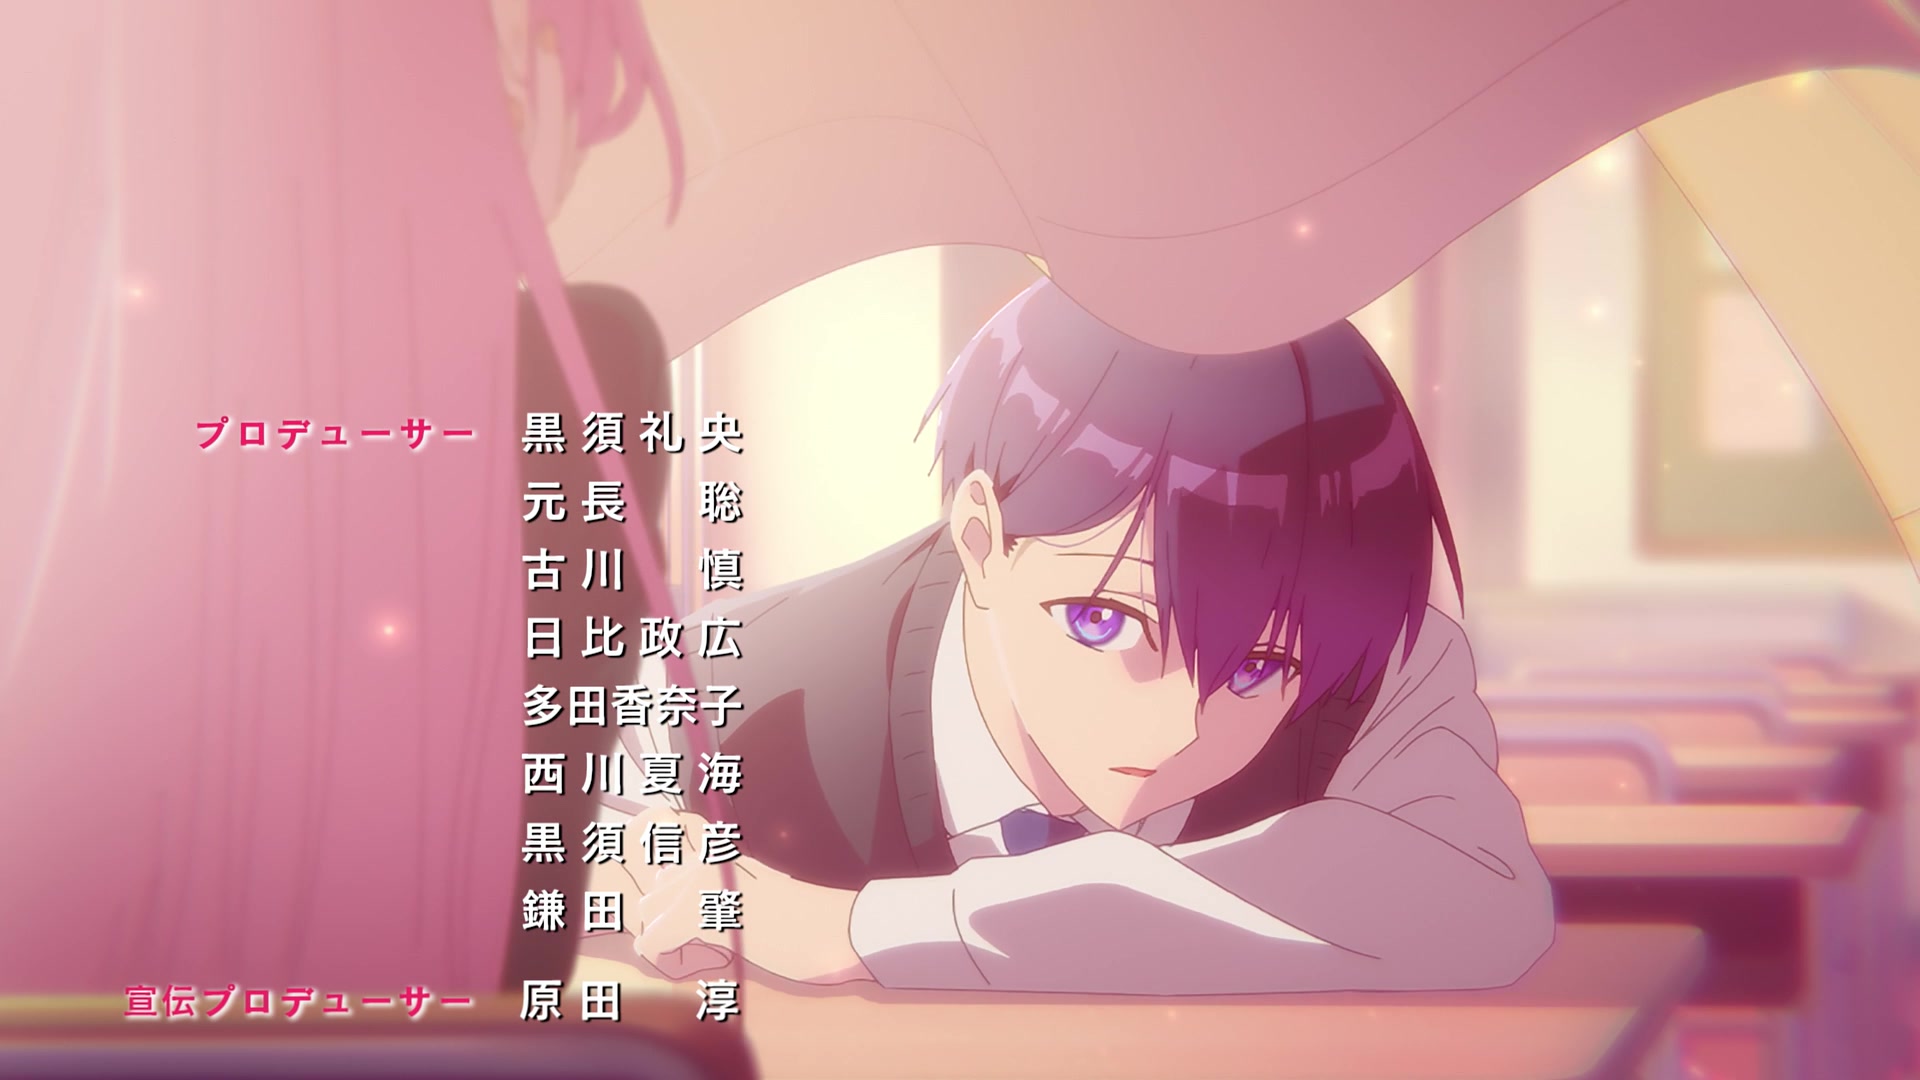 プロデューサー 黒須礼央
元長 聡
古川 慎
日比政広
多田香奈子
西川夏海
黒須信彦
鎌田 肇
宣伝プロデューサー 原田 淳